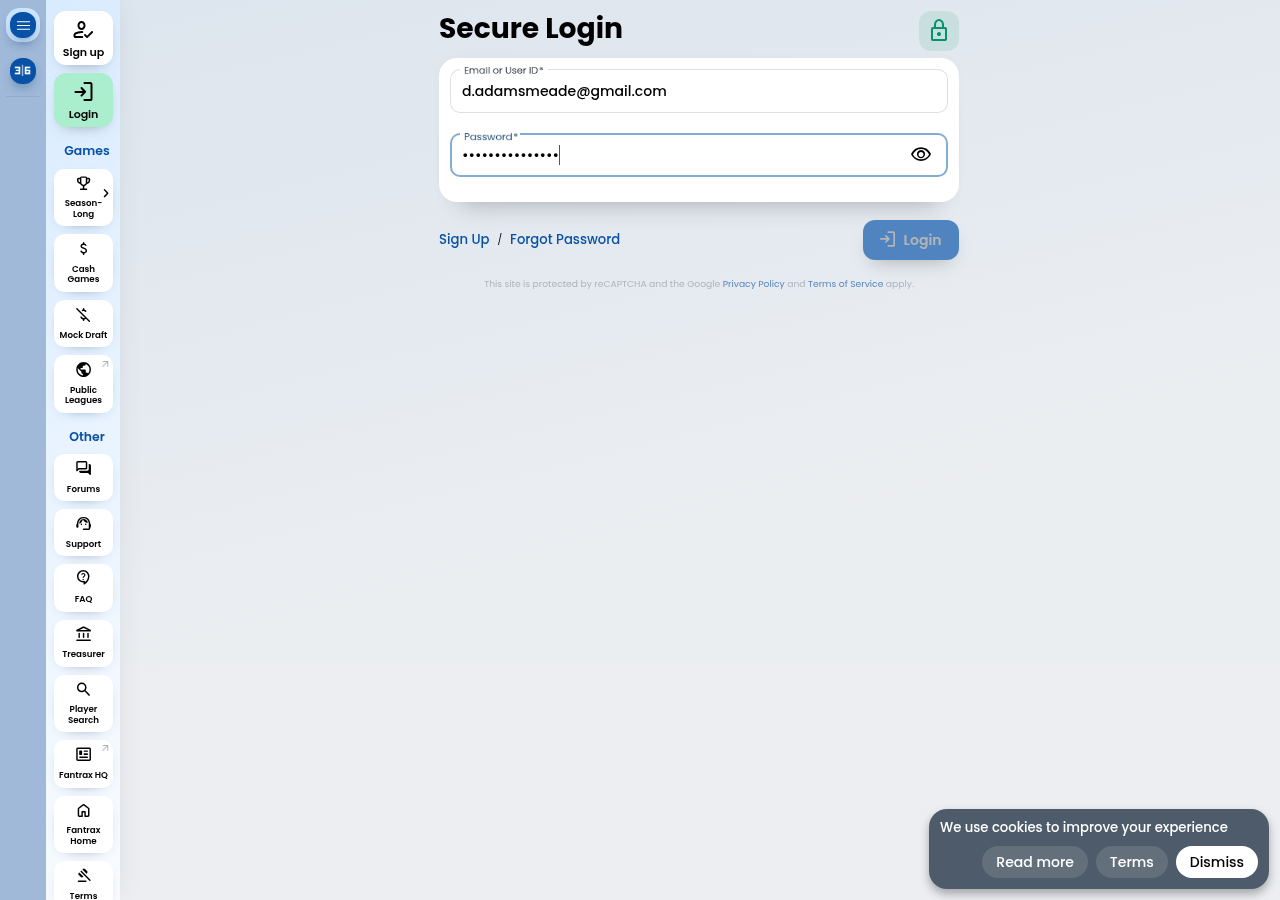 Sign up
Login
Games
Season-
Long
Cash
Games
Mock Draft
Public
Leagues
Other
Forums
Support
FAQ
Treasurer
Player
Search
Fantrax HQ
Fantrax
Home
Terms
Secure Login
Email or User ID*
d.adamsmeade@gmail.com
Password*
•••••••••••••••
Sign Up / Forgot Password
Login
This site is protected by reCAPTCHA and the Google Privacy Policy and Terms of Service apply.
We use cookies to improve your experience
Read more
Terms
Dismiss